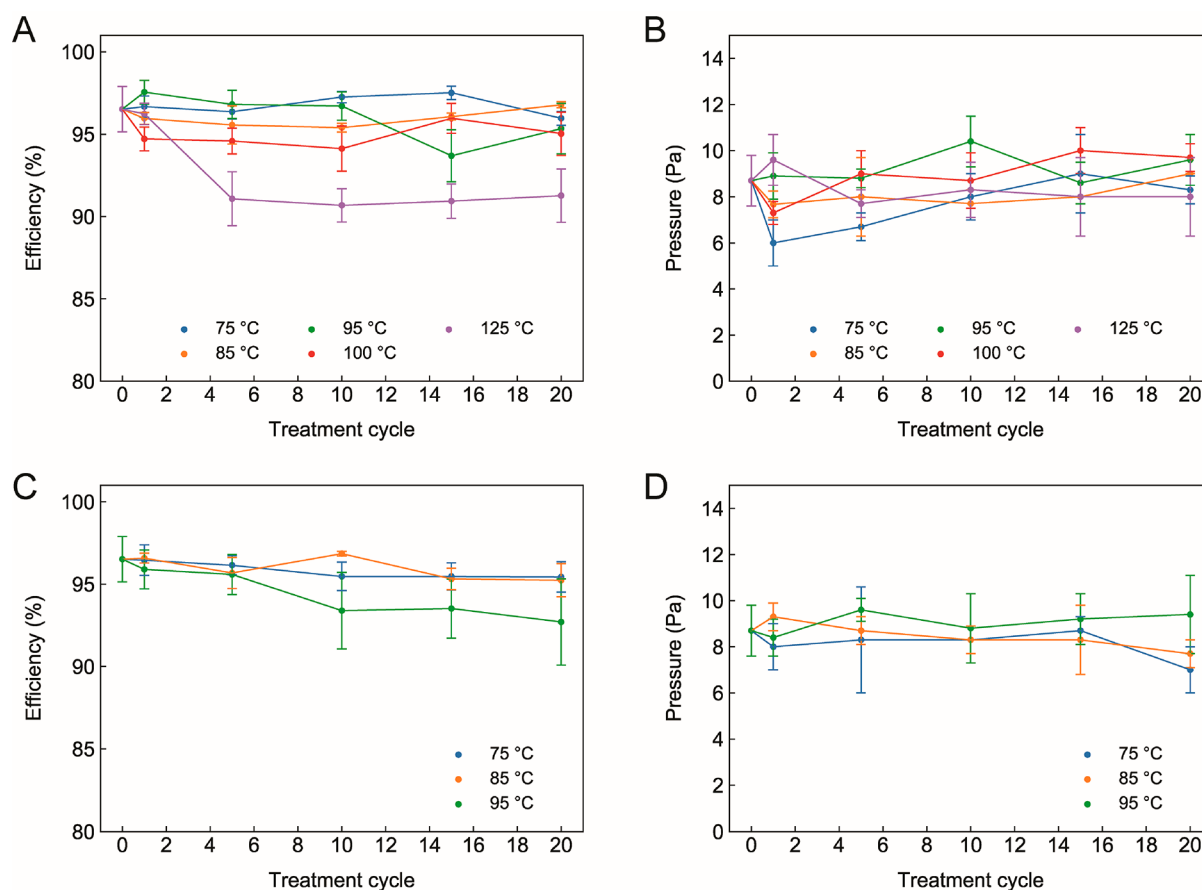 A
Efficiency (%)
100
95
90
85
80
75 °C 95 °C 125 °C
85 °C 100 °C
0 2 4 6 8 10 12 14 16 18 20
Treatment cycle
B
Pressure (Pa)
14
12
10
8
6
4
2
0
75 °C 95 °C 125 °C
85 °C 100 °C
0 2 4 6 8 10 12 14 16 18 20
Treatment cycle
C
Efficiency (%)
100
95
90
85
80
75 °C
85 °C
95 °C
0 2 4 6 8 10 12 14 16 18 20
Treatment cycle
D
Pressure (Pa)
14
12
10
8
6
4
2
0
75 °C
85 °C
95 °C
0 2 4 6 8 10 12 14 16 18 20
Treatment cycle